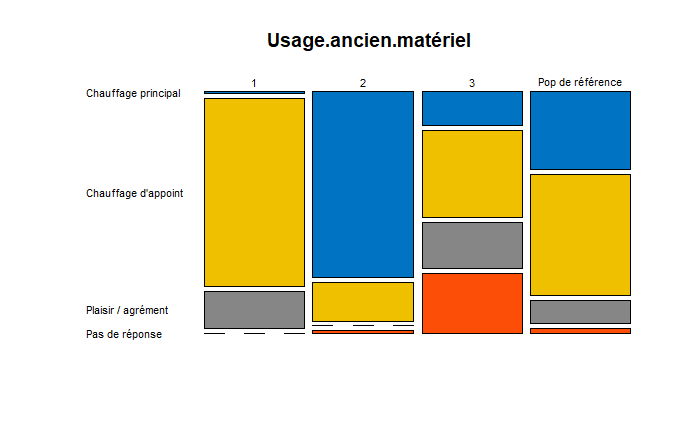 Usage.ancien.matériel
1 2 3 Pop de référence
Chauffage principal
Chauffage d'appoint
Plaisir / agrément
Pas de réponse